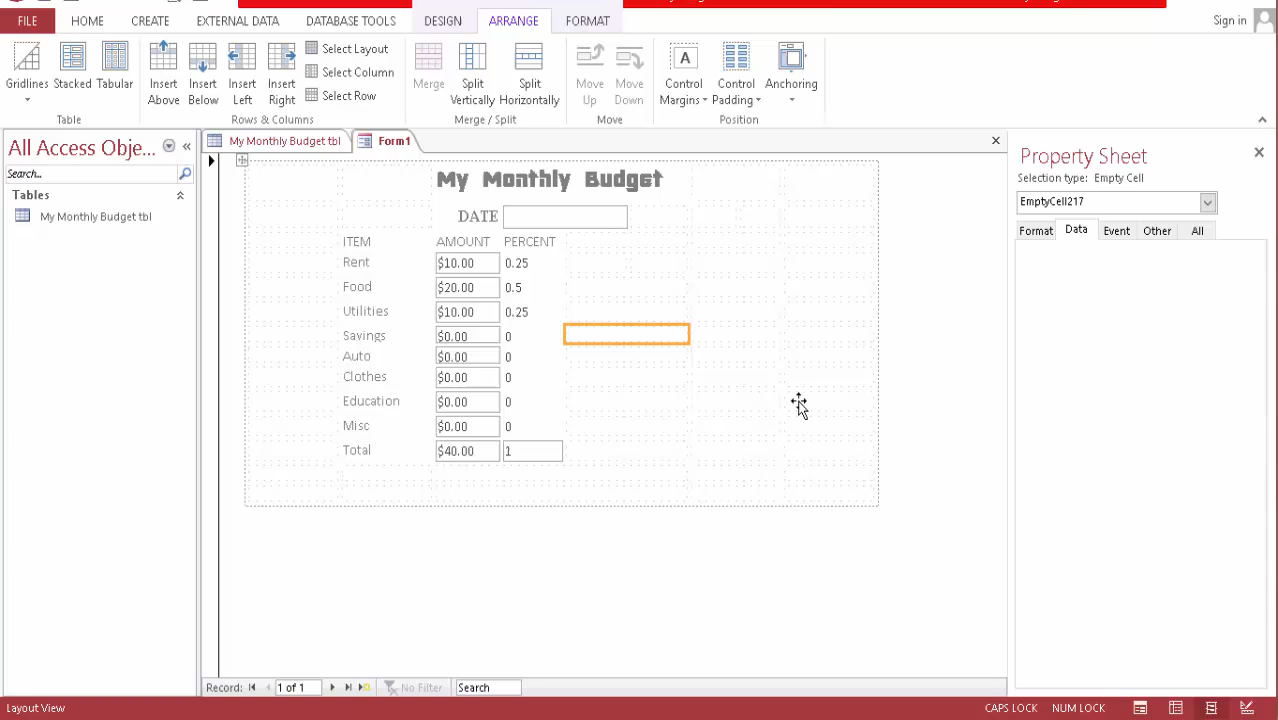 FILE HOME CREATE EXTERNAL DATA DATABASE TOOLS DESIGN ARRANGE FORMAT Sign in
Gridlines Stacked Tabular
Insert Above Insert Below Insert Left Insert Right
Select Layout
Select Column
Select Row
Merge Split Vertically Split Horizontally
Move Up Move Down
Control Margins Control Padding Anchoring
Table Rows & Columns Merge / Split Move Position
All Access Obje...
Search...
Tables
My Monthly Budget tbl
My Monthly Budget tbl Form1
My Monthly Budget
DATE
ITEM AMOUNT PERCENT
Rent $10.00 0.25
Food $20.00 0.5
Utilities $10.00 0.25
Savings $0.00 0
Auto $0.00 0
Clothes $0.00 0
Education $0.00 0
Misc $0.00 0
Total $40.00 1
Property Sheet
Selection type: Empty Cell
EmptyCell217
Format Data Event Other All
Record: 1 of 1 No Filter Search
Layout View CAPS LOCK NUM LOCK